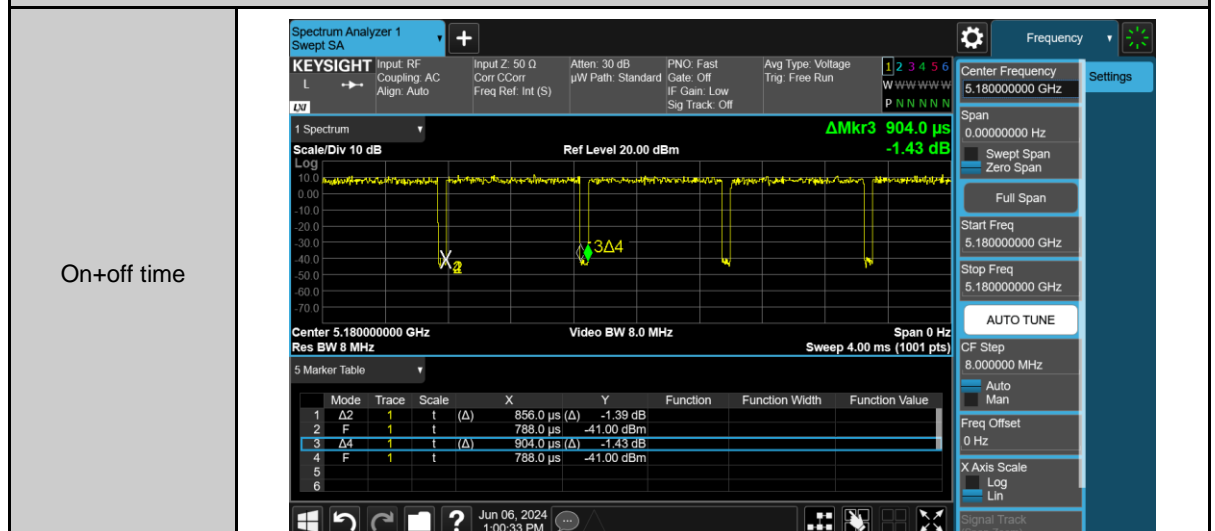 Spectrum Analyzer 1
Swept SA
Frequency
KEYSIGHT
L
LXI
Input: RF
Coupling: AC
Align: Auto
Input Z: 50 Ω
Corr CCorr
Freq Ref: Int (S)
Atten: 30 dB
µW Path: Standard
PNO: Fast
Gate: Off
IF Gain: Low
Sig Track: Off
Avg Type: Voltage
Trig: Free Run
1 2 3 4 5 6
W W W W W W
P N N N N N
1 Spectrum
ΔMkr3 904.0 µs
Scale/Div 10 dB
Ref Level 20.00 dBm
-1.43 dB
Log
10.0
0.00
-10.0
-20.0
-30.0
-40.0
-50.0
-60.0
-70.0
3Δ4
Center 5.180000000 GHz
Video BW 8.0 MHz
Span 0 Hz
Res BW 8 MHz
Sweep 4.00 ms (1001 pts)
5 Marker Table
Mode Trace Scale X Y Function Function Width Function Value
1 Δ2 1 t (Δ) 856.0 µs (Δ) -1.39 dB
2 F 1 t 788.0 µs -41.00 dBm
3 Δ4 1 t (Δ) 904.0 µs (Δ) -1.43 dB
4 F 1 t 788.0 µs -41.00 dBm
5
6
Jun 06, 2024
1:00:33 PM
Center Frequency
5.180000000 GHz
Settings
Span
0.00000000 Hz
Swept Span
Zero Span
Full Span
Start Freq
5.180000000 GHz
Stop Freq
5.180000000 GHz
AUTO TUNE
CF Step
8.000000 MHz
Auto
Man
Freq Offset
0 Hz
X Axis Scale
Log
Lin
Signal Track
On+off time